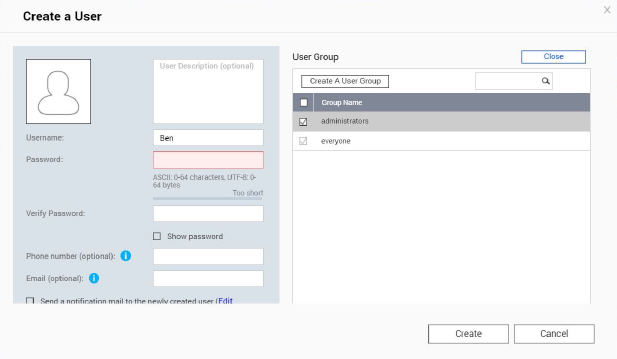 Create a User
X
User Description (optional)
Username:
Ben
Password:
ASCII: 0-64 characters, UTF-8: 0-
64 bytes
Too short
Verify Password:
Show password
Phone number (optional):
i
Email (optional):
i
Send a notification mail to the newly created user (Edit
User Group
Close
Create A User Group
Group Name
administrators
everyone
Create
Cancel